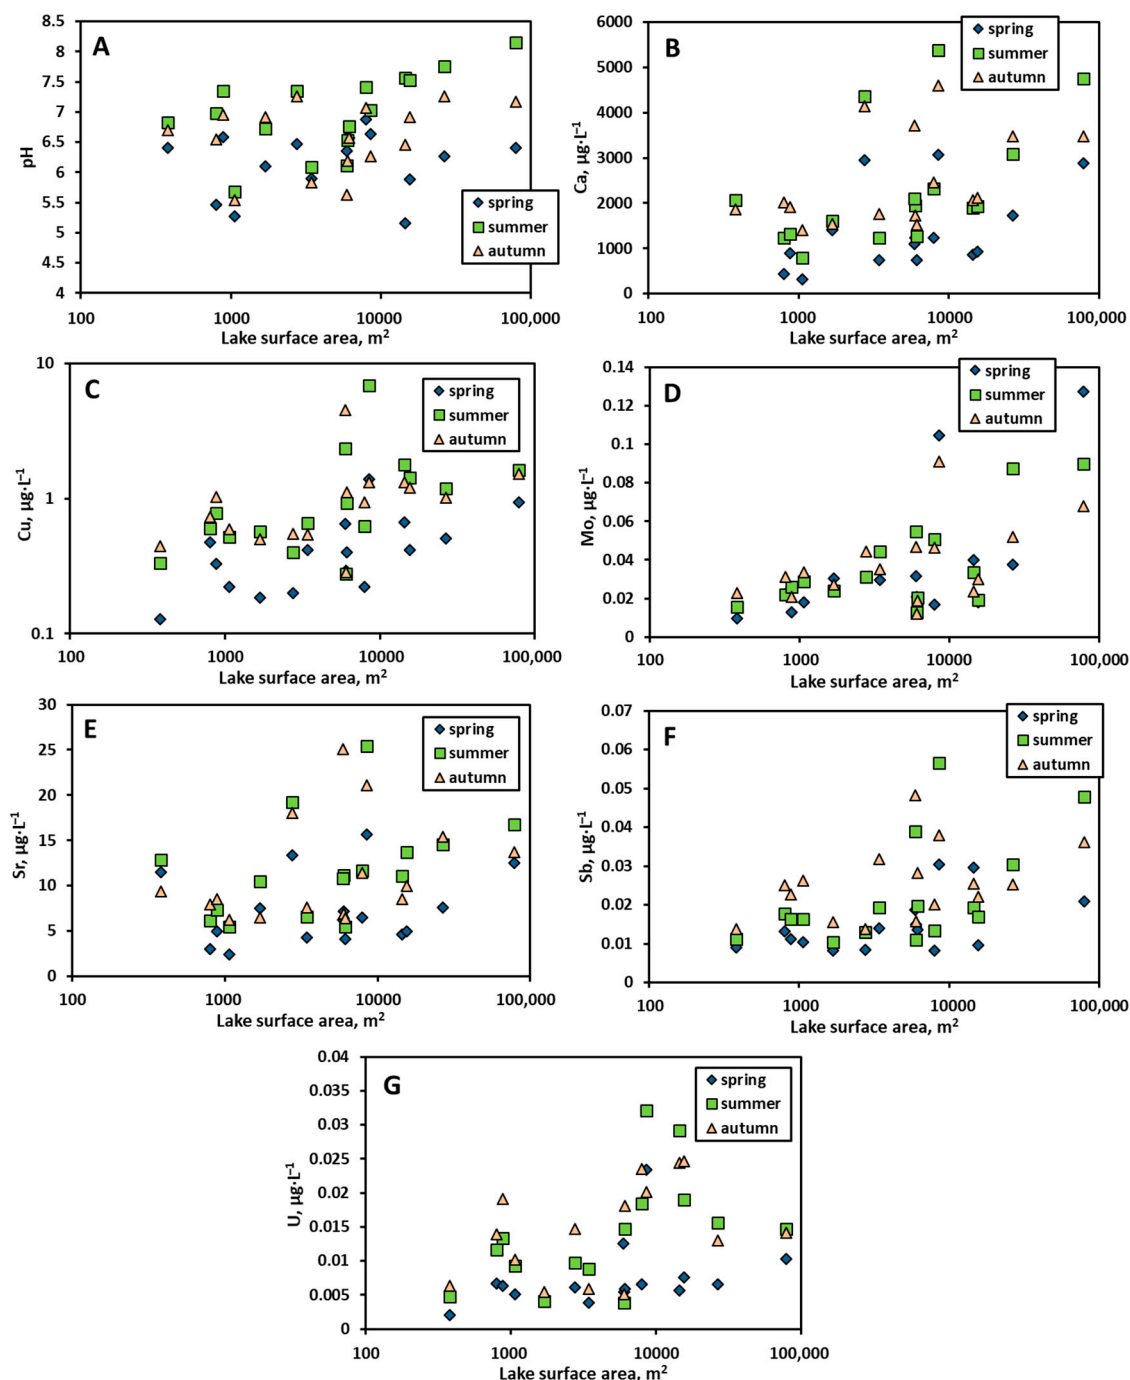 A
8.5
8
7.5
7
6.5
6
5.5
5
4.5
4
pH
spring
summer
autumn
100 1000 10000 100,000
Lake surface area, m²
B
6000
5000
4000
3000
2000
1000
0
Ca, µg·L⁻¹
spring
summer
autumn
100 1000 10000 100,000
Lake surface area, m²
C
10
1
0.1
Cu, µg·L⁻¹
spring
summer
autumn
100 1000 10000 100,000
Lake surface area, m²
D
0.14
0.12
0.1
0.08
0.06
0.04
0.02
0
Mo, µg·L⁻¹
spring
summer
autumn
100 1000 10000 100,000
Lake surface area, m²
E
30
25
20
15
10
5
0
Sr, µg·L⁻¹
spring
summer
autumn
100 1000 10000 100,000
Lake surface area, m²
F
0.07
0.06
0.05
0.04
0.03
0.02
0.01
0
Sb, µg·L⁻¹
spring
summer
autumn
100 1000 10000 100,000
Lake surface area, m²
G
0.04
0.035
0.03
0.025
0.02
0.015
0.01
0.005
0
U, µg·L⁻¹
spring
summer
autumn
100 1000 10000 100,000
Lake surface area, m²